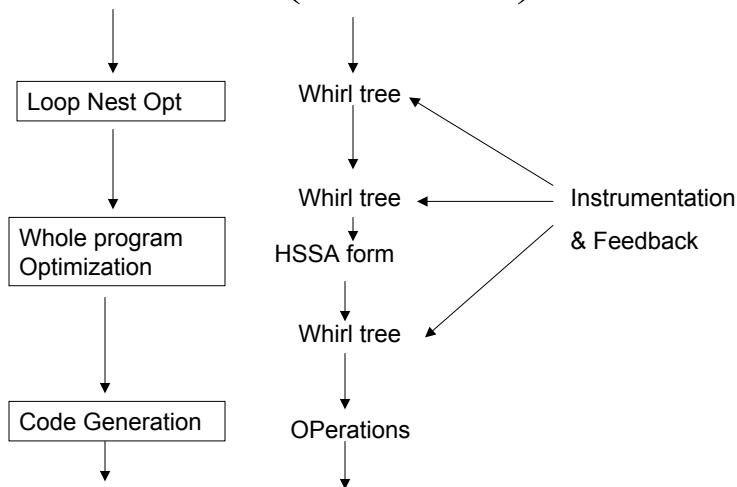 Loop Nest Opt
Whirl tree
Whirl tree
Instrumentation
& Feedback
Whole program
Optimization
HSSA form
Whirl tree
Code Generation
OPerations